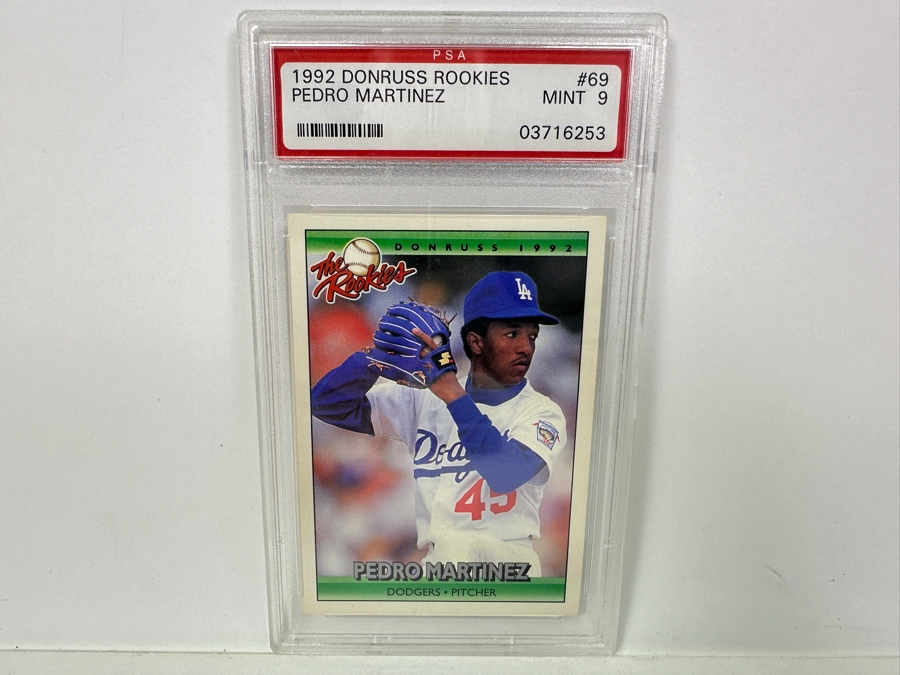 PSA
1992 DONRUSS ROOKIES #69
PEDRO MARTINEZ MINT 9
03716253
DONRUSS 1992
The
Rookies
LA
Dodgers
45
PEDRO MARTINEZ
DODGERS • PITCHER